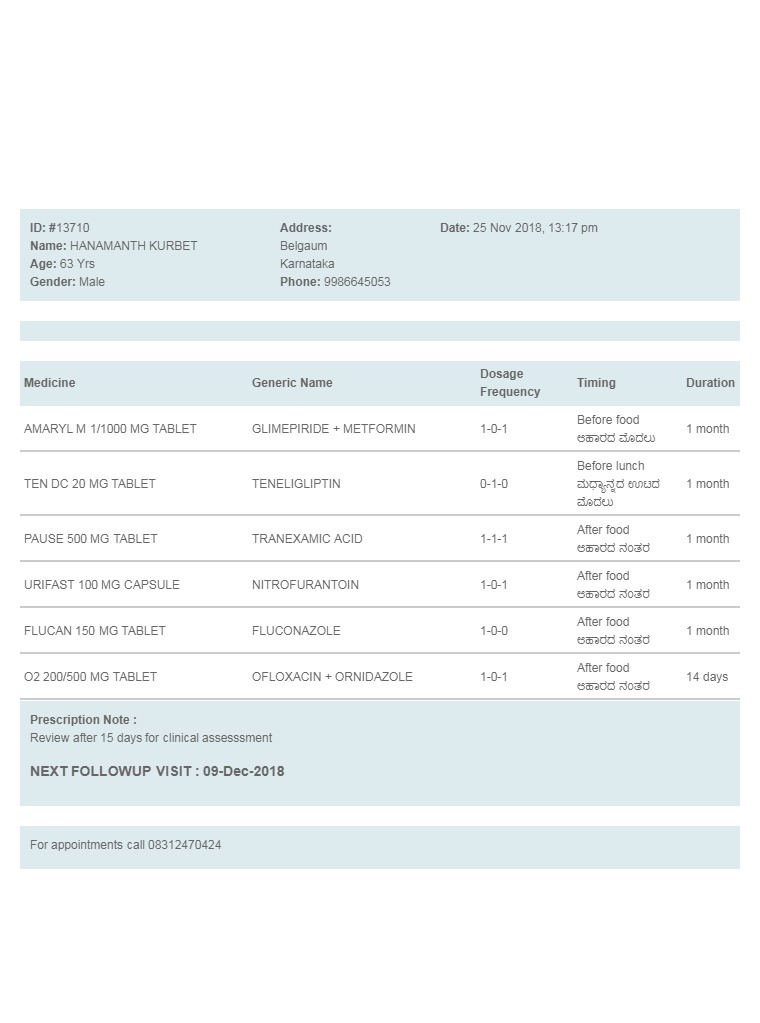 ID: #13710 Address: Date: 25 Nov 2018, 13:17 pm
Name: HANAMANTH KURBET Belgaum
Age: 63 Yrs Karnataka
Gender: Male Phone: 9986645053
Medicine Generic Name Dosage Frequency Timing Duration
AMARYL M 1/1000 MG TABLET GLIMEPIRIDE + METFORMIN 1-0-1 Before food 1 month
ಆಹಾರದ ಮೊದಲು
TEN DC 20 MG TABLET TENELIGLIPTIN 0-1-0 Before lunch 1 month
ಮಧ್ಯಾನ್ನದ ಊಟದ
ಮೊದಲು
PAUSE 500 MG TABLET TRANEXAMIC ACID 1-1-1 After food 1 month
ಆಹಾರದ ನಂತರ
URIFAST 100 MG CAPSULE NITROFURANTOIN 1-0-1 After food 1 month
ಆಹಾರದ ನಂತರ
FLUCAN 150 MG TABLET FLUCONAZOLE 1-0-0 After food 1 month
ಆಹಾರದ ನಂತರ
O2 200/500 MG TABLET OFLOXACIN + ORNIDAZOLE 1-0-1 After food 14 days
ಆಹಾರದ ನಂತರ
Prescription Note :
Review after 15 days for clinical assesssment
NEXT FOLLOWUP VISIT : 09-Dec-2018
For appointments call 08312470424